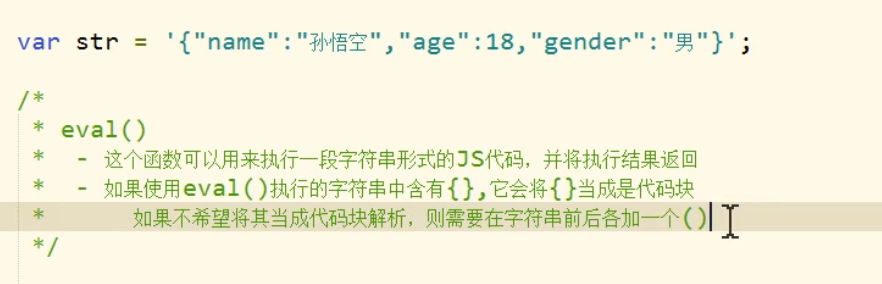 var str = '{"name":"孙悟空","age":18,"gender":"男"}';
/*
* eval()
* - 这个函数可以用来执行一段字符串形式的JS代码，并将执行结果返回
* - 如果使用eval()执行的字符串中含有{},它会将{}当成是代码块
* 如果不希望将其当成代码块解析，则需要在字符串前后各加一个()
*/